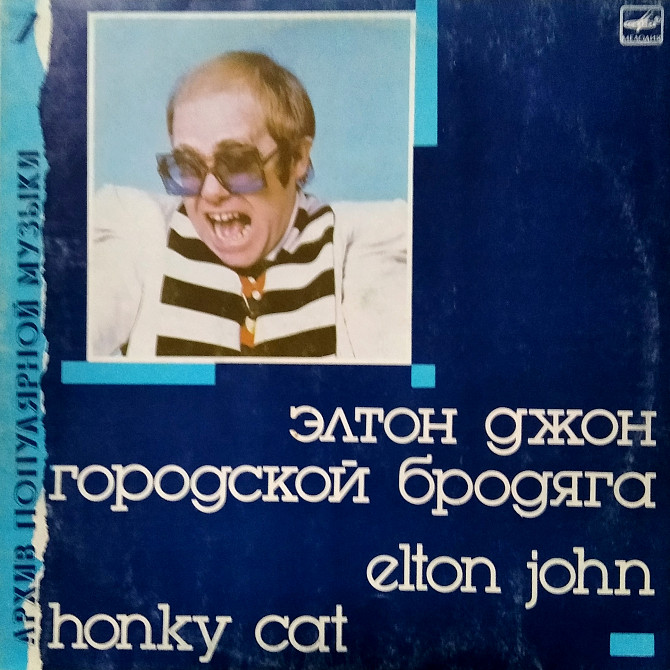 7
АРХИВ ПОПУЛЯРНОЙ МУЗЫКИ
МЕЛОДИЯ
элтон джон
городской бродяга
elton john
honky cat